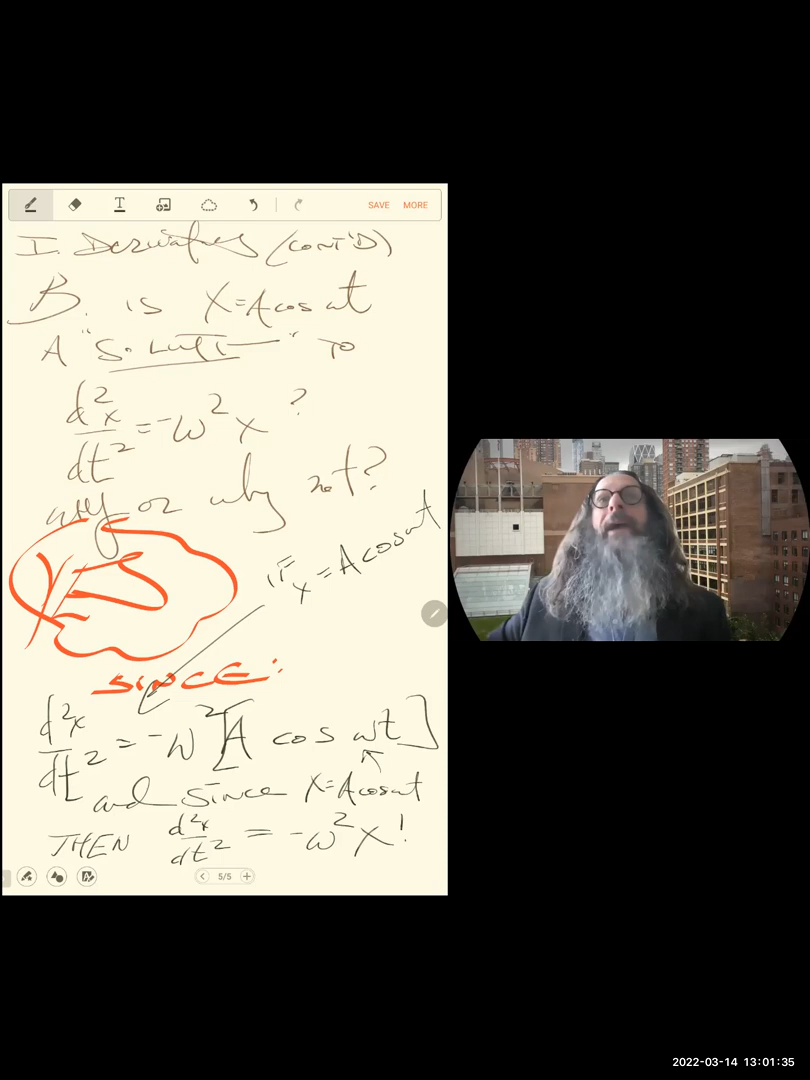 SAVE MORE
I. Derivatives (CONT'D)
B. is X=A cos ωt
A "SOLUTION" TO
d²x/dt² = -ω² x ?
why or why not?
YES
IF x = A cos ωt
SINCE:
d²x/dt² = -ω² [A cos ωt]
and since X=A cos ωt
THEN d²x/dt² = -ω² X!
5/5
2022-03-14 13:01:35